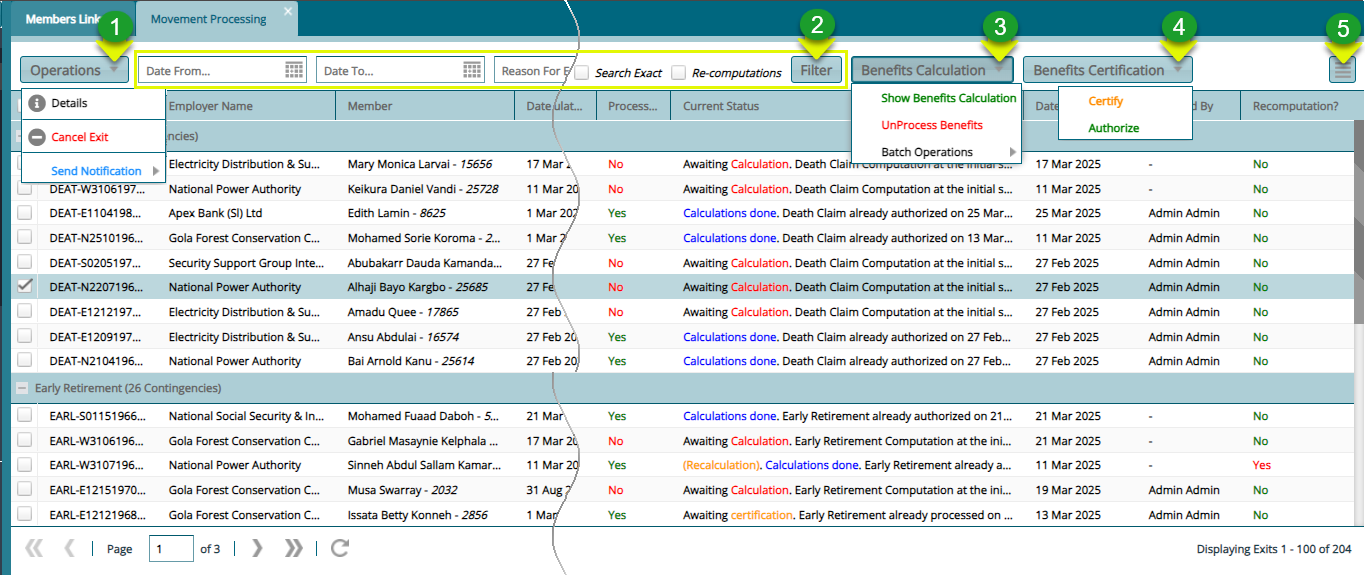 Members Link
Movement Processing
1 2 3 4 5
Operations Date From... Date To... Reason For E Search Exact Re-computations Filter Benefits Calculation Benefits Certification
Details
Cancel Exit
Send Notification
Show Benefits Calculation
UnProcess Benefits
Batch Operations
Certify
Authorize
Employer Name Member Date ulat... Process... Current Status Date d By Recomputation?
ancies)
Electricity Distribution & Su... Mary Monica Larvai - 15656 17 Mar No Awaiting Calculation. Death Claim Computation at the initial s... 17 Mar 2025 - No
DEAT-W3106197... National Power Authority Keikura Daniel Vandi - 25728 11 Mar 20 No Awaiting Calculation. Death Claim Computation at the initial s... 11 Mar 2025 - No
DEAT-E1104198... Apex Bank (Sl) Ltd Edith Lamin - 8625 1 Mar 202 Yes Calculations done. Death Claim already authorized on 25 Mar... 25 Mar 2025 Admin Admin No
DEAT-N2510196... Gola Forest Conservation C... Mohamed Sorie Koroma - 2... 1 Mar 2 Yes Calculations done. Death Claim already authorized on 13 Mar... 11 Mar 2025 Admin Admin No
DEAT-S0205197... Security Support Group Inte... Abubakarr Dauda Kamanda... 27 Feb No Awaiting Calculation. Death Claim Computation at the initial s... 27 Feb 2025 Admin Admin No
DEAT-N2207196... National Power Authority Alhaji Bayo Kargbo - 25685 27 Fe No Awaiting Calculation. Death Claim Computation at the initial s... 27 Feb 2025 Admin Admin No
DEAT-E1212197... Electricity Distribution & Su... Amadu Quee - 17865 27 Feb No Awaiting Calculation. Death Claim Computation at the initial s... 27 Feb 2025 Admin Admin No
DEAT-E1209197... Electricity Distribution & Su... Ansu Abdulai - 16574 27 Feb 20 Yes Calculations done. Death Claim already authorized on 27 Feb... 27 Feb 2025 Admin Admin No
DEAT-N2104196... National Power Authority Bai Arnold Kanu - 25614 27 Feb 20 Yes Calculations done. Death Claim already authorized on 27 Feb... 27 Feb 2025 Admin Admin No
Early Retirement (26 Contingencies)
EARL-S01151966... National Social Security & In... Mohamed Fuaad Daboh - 5... 21 Mar Yes Calculations done. Early Retirement already authorized on 21... 21 Mar 2025 - No
EARL-W3106196... Gola Forest Conservation C... Gabriel Masaynie Kelphala ... 17 Mar 20 No Awaiting Calculation. Early Retirement Computation at the ini... 21 Mar 2025 - No
EARL-W3107196... National Power Authority Sinneh Abdul Sallam Kamar... 11 Mar 20 Yes (Recalculation). Calculations done. Early Retirement already a... 11 Mar 2025 - Yes
EARL-E12151970... Gola Forest Conservation C... Musa Swarray - 2032 31 Aug No Awaiting Calculation. Early Retirement Computation at the ini... 19 Mar 2025 Admin Admin No
EARL-E12121968... Gola Forest Conservation C... Issata Betty Konneh - 2856 1 Mar Yes Awaiting certification. Early Retirement already processed on ... 13 Mar 2025 Admin Admin No
Page 1 of 3 Displaying Exits 1 - 100 of 204